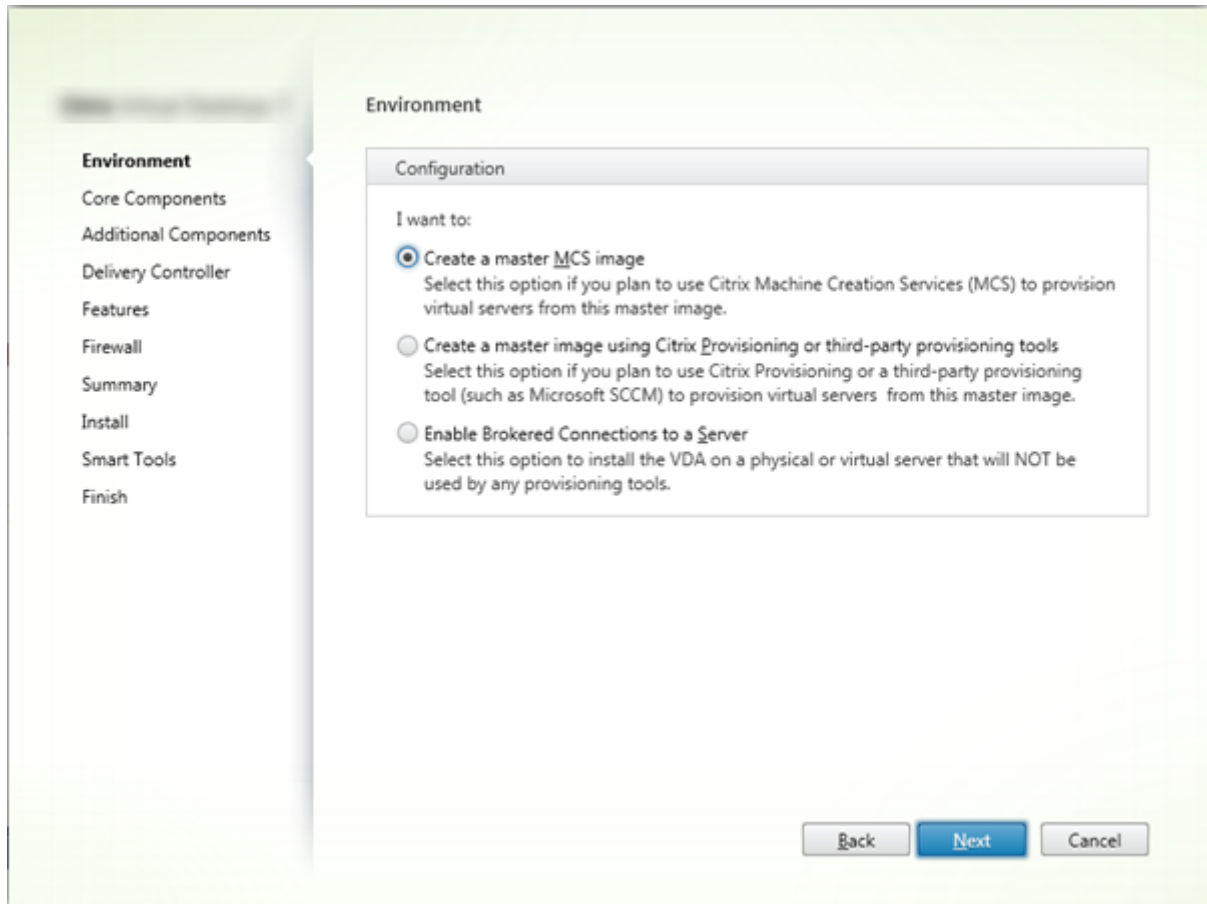 Environment
Core Components
Additional Components
Delivery Controller
Features
Firewall
Summary
Install
Smart Tools
Finish
Environment
Configuration
I want to:
Create a master MCS image
Select this option if you plan to use Citrix Machine Creation Services (MCS) to provision
virtual servers from this master image.
Create a master image using Citrix Provisioning or third-party provisioning tools
Select this option if you plan to use Citrix Provisioning or a third-party provisioning
tool (such as Microsoft SCCM) to provision virtual servers from this master image.
Enable Brokered Connections to a Server
Select this option to install the VDA on a physical or virtual server that will NOT be
used by any provisioning tools.
Back
Next
Cancel